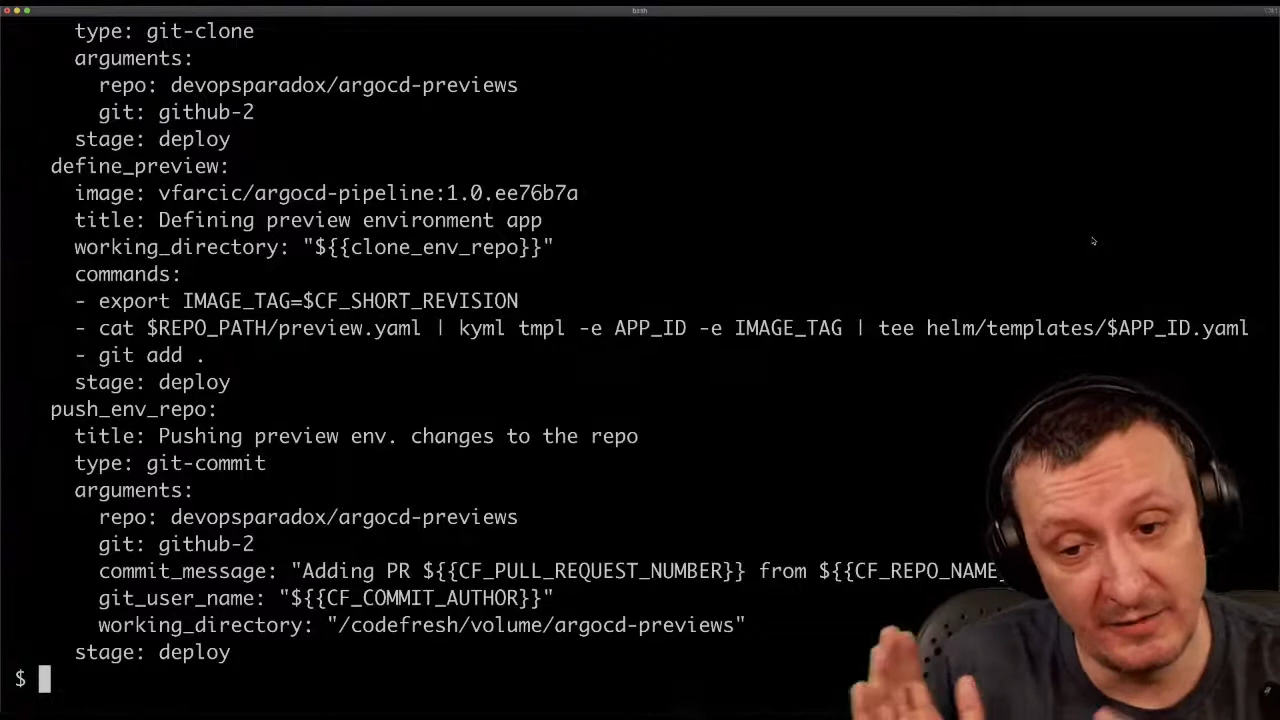 bash
type: git-clone
arguments:
repo: devopsparadox/argocd-previews
git: github-2
stage: deploy
define_preview:
image: vfarcic/argocd-pipeline:1.0.ee76b7a
title: Defining preview environment app
working_directory: "${{clone_env_repo}}"
commands:
- export IMAGE_TAG=$CF_SHORT_REVISION
- cat $REPO_PATH/preview.yaml | kyml tmpl -e APP_ID -e IMAGE_TAG | tee helm/templates/$APP_ID.yaml
- git add .
stage: deploy
push_env_repo:
title: Pushing preview env. changes to the repo
type: git-commit
arguments:
repo: devopsparadox/argocd-previews
git: github-2
commit_message: "Adding PR ${{CF_PULL_REQUEST_NUMBER}} from ${{CF_REPO_NAME
git_user_name: "${{CF_COMMIT_AUTHOR}}"
working_directory: "/codefresh/volume/argocd-previews"
stage: deploy
$